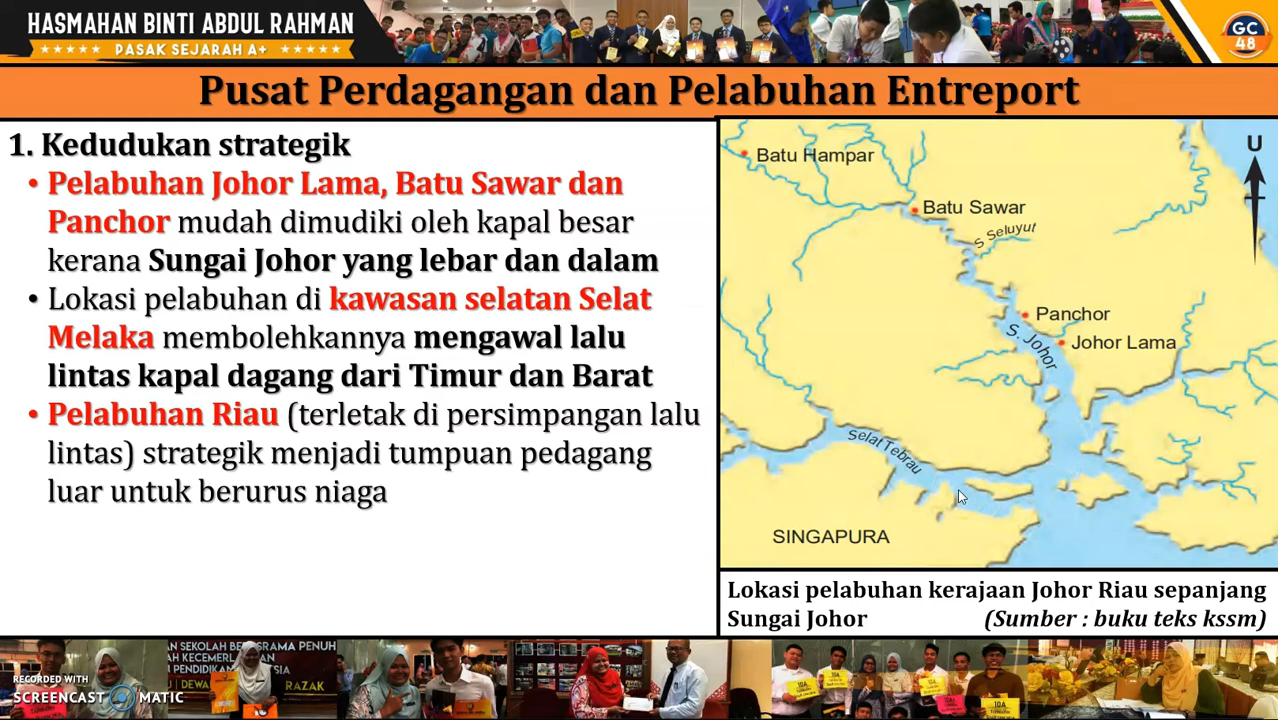 HASMAHAN BINTI ABDUL RAHMAN
PASAK SEJARAH A+
GC
48
Pusat Perdagangan dan Pelabuhan Entreport
1. Kedudukan strategik
• Pelabuhan Johor Lama, Batu Sawar dan
Panchor mudah dimudiki oleh kapal besar
kerana Sungai Johor yang lebar dan dalam
• Lokasi pelabuhan di kawasan selatan Selat
Melaka membolehkannya mengawal lalu
lintas kapal dagang dari Timur dan Barat
• Pelabuhan Riau (terletak di persimpangan lalu
lintas) strategik menjadi tumpuan pedagang
luar untuk berurus niaga
U
Batu Hampar
Batu Sawar
S Seluyut
Panchor
S. Johor
Johor Lama
Selat Tebrau
SINGAPURA
Lokasi pelabuhan kerajaan Johor Riau sepanjang
Sungai Johor (Sumber : buku teks kssm)
RECORDED WITH
SCREENCAST MATIC